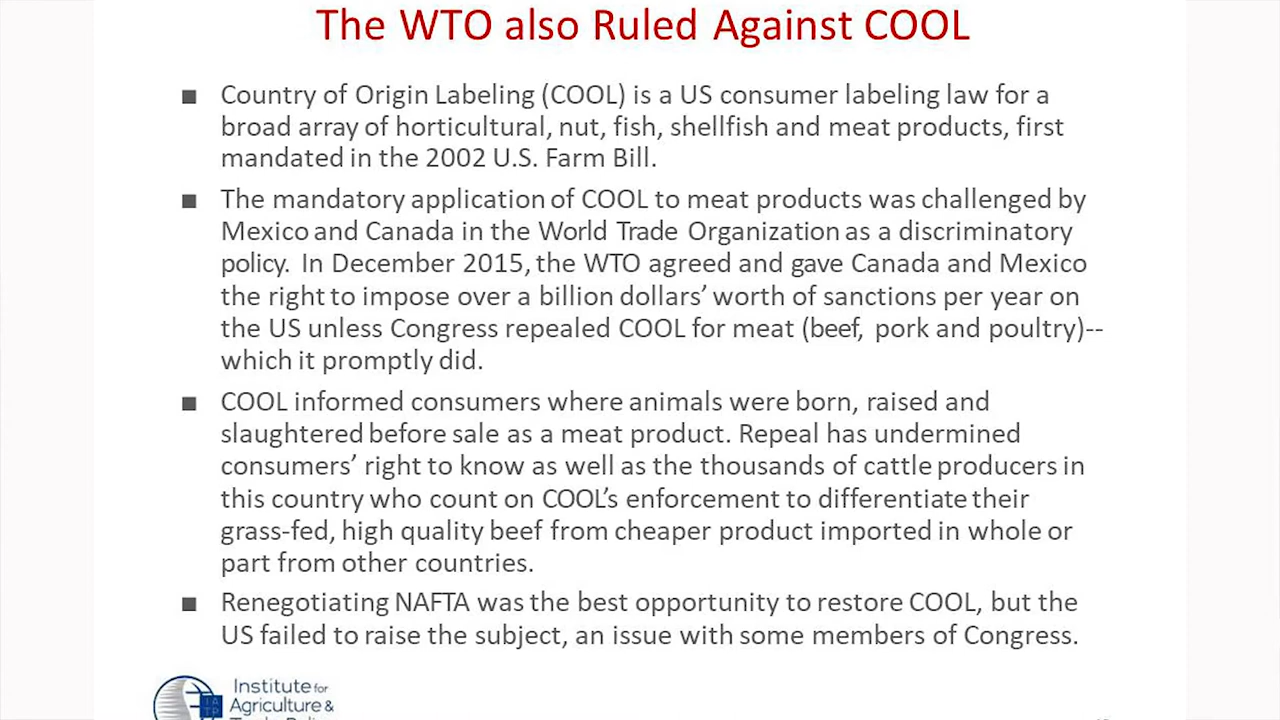 The WTO also Ruled Against COOL
■ Country of Origin Labeling (COOL) is a US consumer labeling law for a
broad array of horticultural, nut, fish, shellfish and meat products, first
mandated in the 2002 U.S. Farm Bill.
■ The mandatory application of COOL to meat products was challenged by
Mexico and Canada in the World Trade Organization as a discriminatory
policy. In December 2015, the WTO agreed and gave Canada and Mexico
the right to impose over a billion dollars’ worth of sanctions per year on
the US unless Congress repealed COOL for meat (beef, pork and poultry)--
which it promptly did.
■ COOL informed consumers where animals were born, raised and
slaughtered before sale as a meat product. Repeal has undermined
consumers’ right to know as well as the thousands of cattle producers in
this country who count on COOL’s enforcement to differentiate their
grass-fed, high quality beef from cheaper product imported in whole or
part from other countries.
■ Renegotiating NAFTA was the best opportunity to restore COOL, but the
US failed to raise the subject, an issue with some members of Congress.
Institute for
Agriculture &